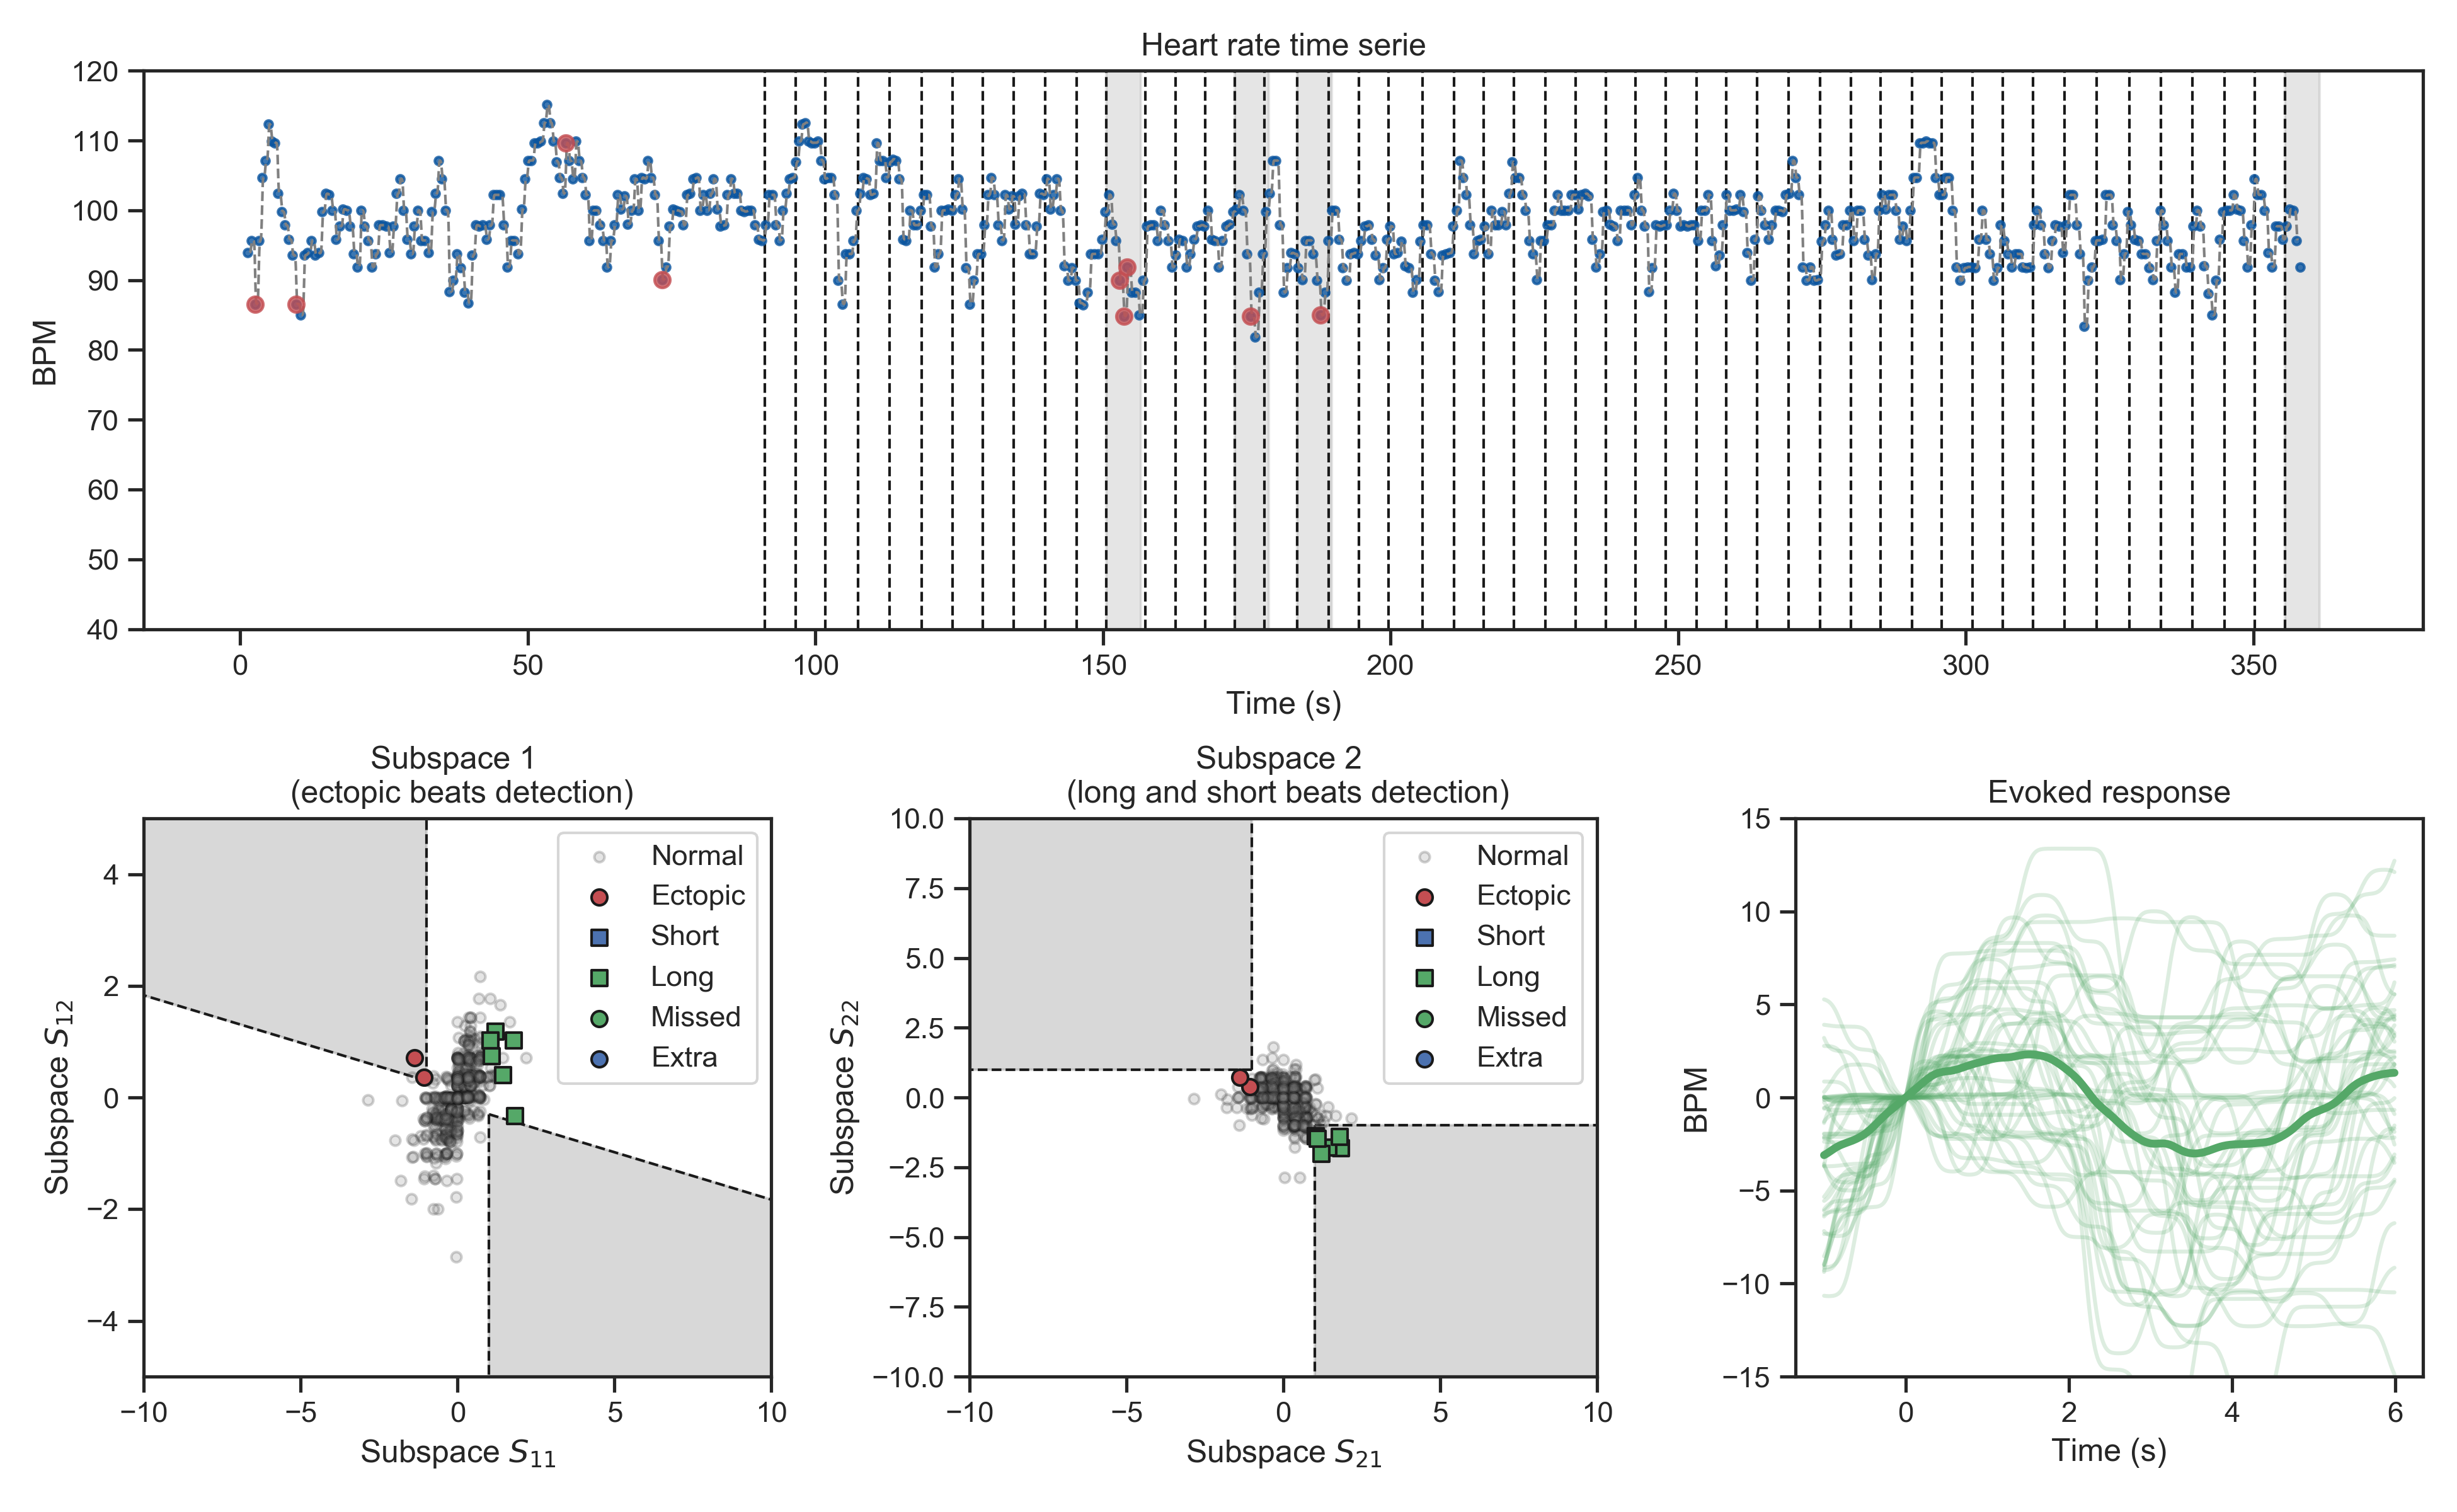 Heart rate time serie
120
110
100
90
80
70
60
50
40
BPM
0 50 100 150 200 250 300 350
Time (s)
Subspace 1
(ectopic beats detection)
4
2
0
−2
−4
Subspace S12
Normal
Ectopic
Short
Long
Missed
Extra
−10 −5 0 5 10
Subspace S11
Subspace 2
(long and short beats detection)
10.0
7.5
5.0
2.5
0.0
−2.5
−5.0
−7.5
−10.0
Subspace S22
Normal
Ectopic
Short
Long
Missed
Extra
−10 −5 0 5 10
Subspace S21
Evoked response
15
10
5
0
−5
−10
−15
BPM
0 2 4 6
Time (s)